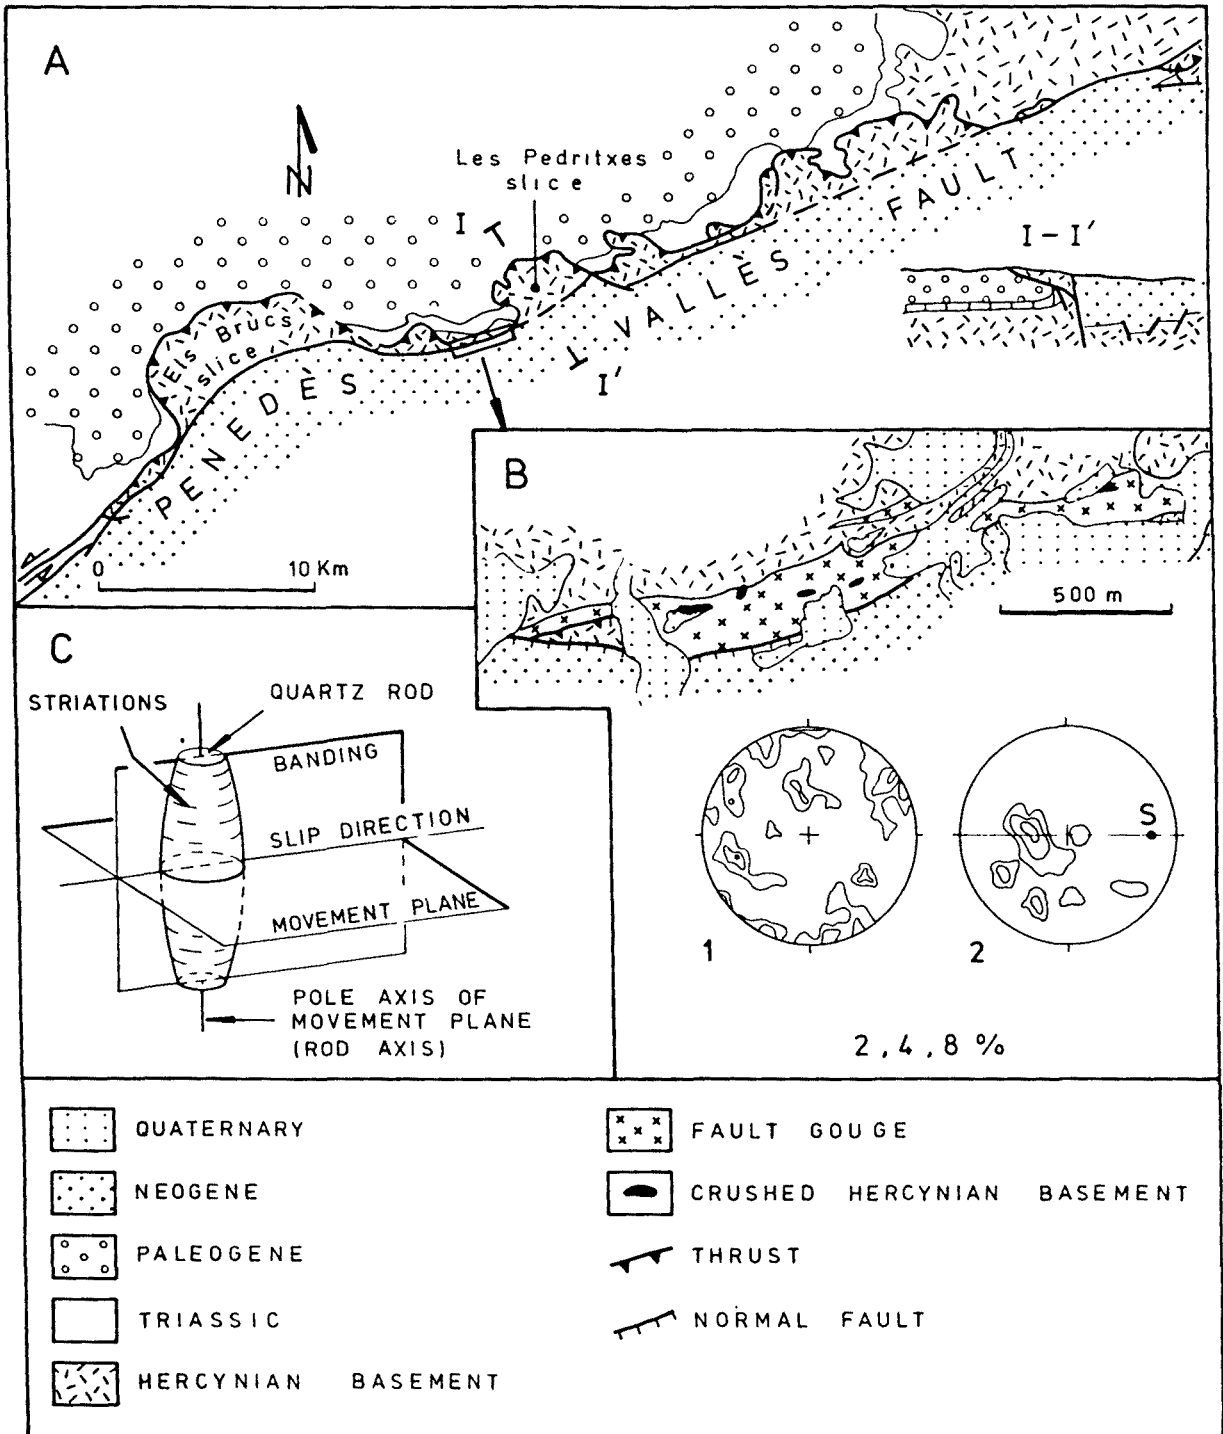 A
N
Les Pedritxes
slice
I
I'
Els Brucs
slice
PENEDÈS
VALLÈS FAULT
I-I'
0 10 Km
B
500 m
C
STRIATIONS
QUARTZ ROD
BANDING
SLIP DIRECTION
MOVEMENT PLANE
POLE AXIS OF
MOVEMENT PLANE
(ROD AXIS)
S
1
2
2,4,8 %
QUATERNARY
NEOGENE
PALEOGENE
TRIASSIC
HERCYNIAN BASEMENT
FAULT GOUGE
CRUSHED HERCYNIAN BASEMENT
THRUST
NORMAL FAULT